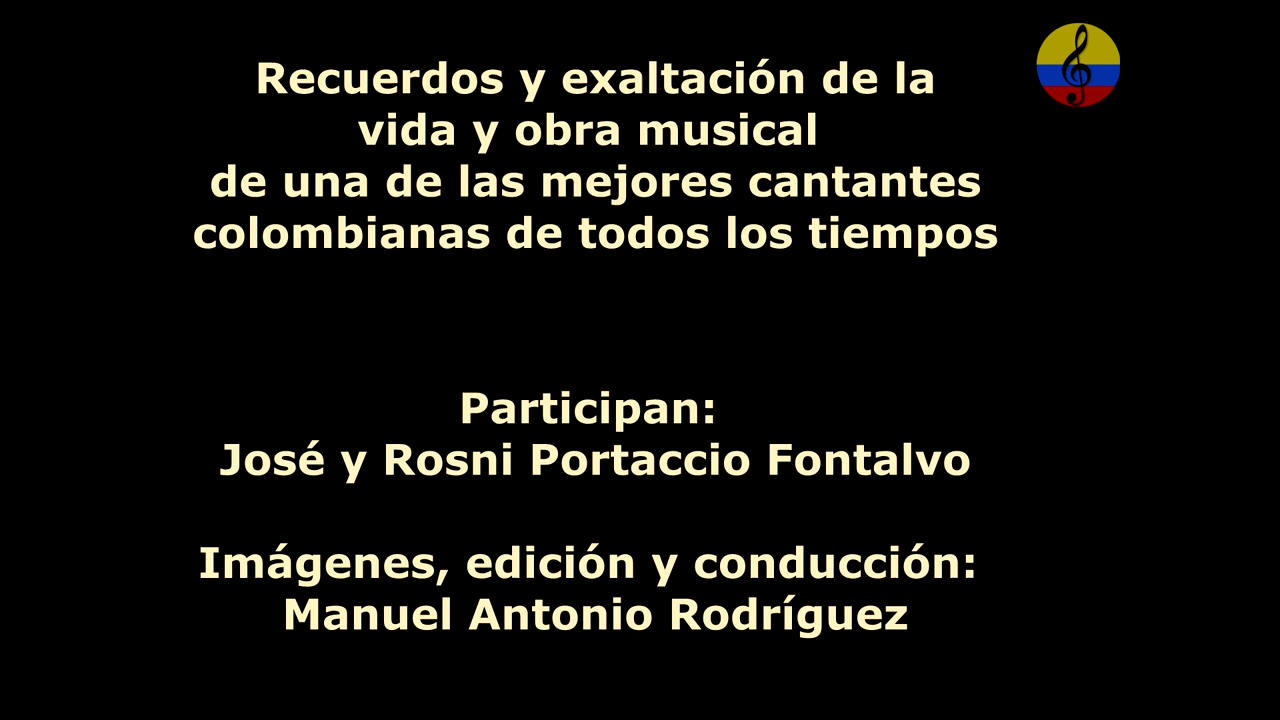 Recuerdos y exaltación de la
vida y obra musical
de una de las mejores cantantes
colombianas de todos los tiempos
Participan:
José y Rosni Portaccio Fontalvo
Imágenes, edición y conducción:
Manuel Antonio Rodríguez